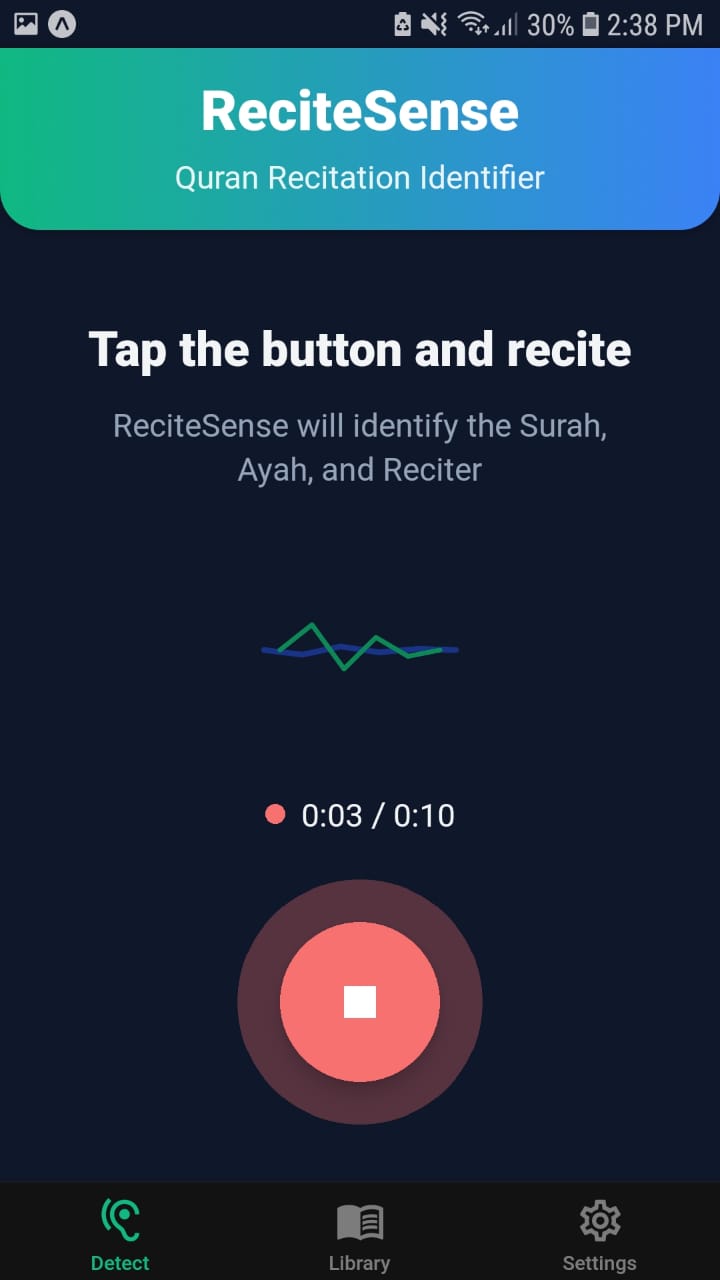 30% 2:38 PM
ReciteSense
Quran Recitation Identifier
Tap the button and recite
ReciteSense will identify the Surah,
Ayah, and Reciter
0:03 / 0:10
Detect Library Settings